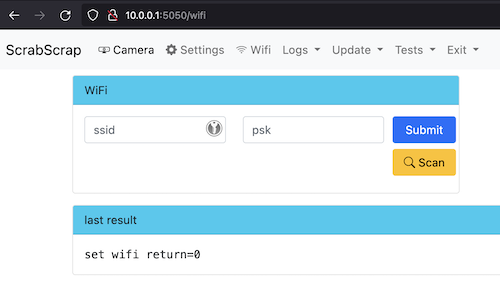 10.0.0.1:5050/wifi
ScrabScrap Camera Settings Wifi Logs Update Tests Exit
WiFi
ssid psk Submit
Scan
last result
set wifi return=0